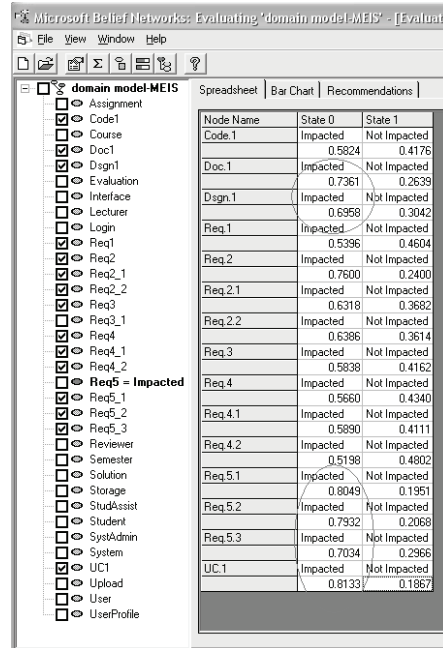 Microsoft Belief Networks: Evaluating 'domain model-MEIS' - [Evaluat
File View Window Help
domain model-MEIS
Assignment
Code1
Course
Doc1
Dsgn1
Evaluation
Interface
Lecturer
Login
Req1
Req2
Req2_1
Req2_2
Req3
Req3_1
Req4
Req4_1
Req4_2
Req5 = Impacted
Req5_1
Req5_2
Req5_3
Reviewer
Semester
Solution
Storage
StudAssist
Student
SystAdmin
System
UC1
Upload
User
UserProfile
Spreadsheet Bar Chart Recommendations
Node Name State 0 State 1
Code.1 Impacted Not Impacted
0.5824 0.4176
Doc.1 Impacted Not Impacted
0.7361 0.2639
Dsgn.1 Impacted Not Impacted
0.6958 0.3042
Req.1 Impacted Not Impacted
0.5396 0.4604
Req.2 Impacted Not Impacted
0.7600 0.2400
Req.2.1 Impacted Not Impacted
0.6318 0.3682
Req.2.2 Impacted Not Impacted
0.6386 0.3614
Req.3 Impacted Not Impacted
0.5838 0.4162
Req.4 Impacted Not Impacted
0.5660 0.4340
Req.4.1 Impacted Not Impacted
0.5890 0.4111
Req.4.2 Impacted Not Impacted
0.5198 0.4802
Req.5.1 Impacted Not Impacted
0.8049 0.1951
Req.5.2 Impacted Not Impacted
0.7932 0.2068
Req.5.3 Impacted Not Impacted
0.7034 0.2966
UC.1 Impacted Not Impacted
0.8133 0.1867